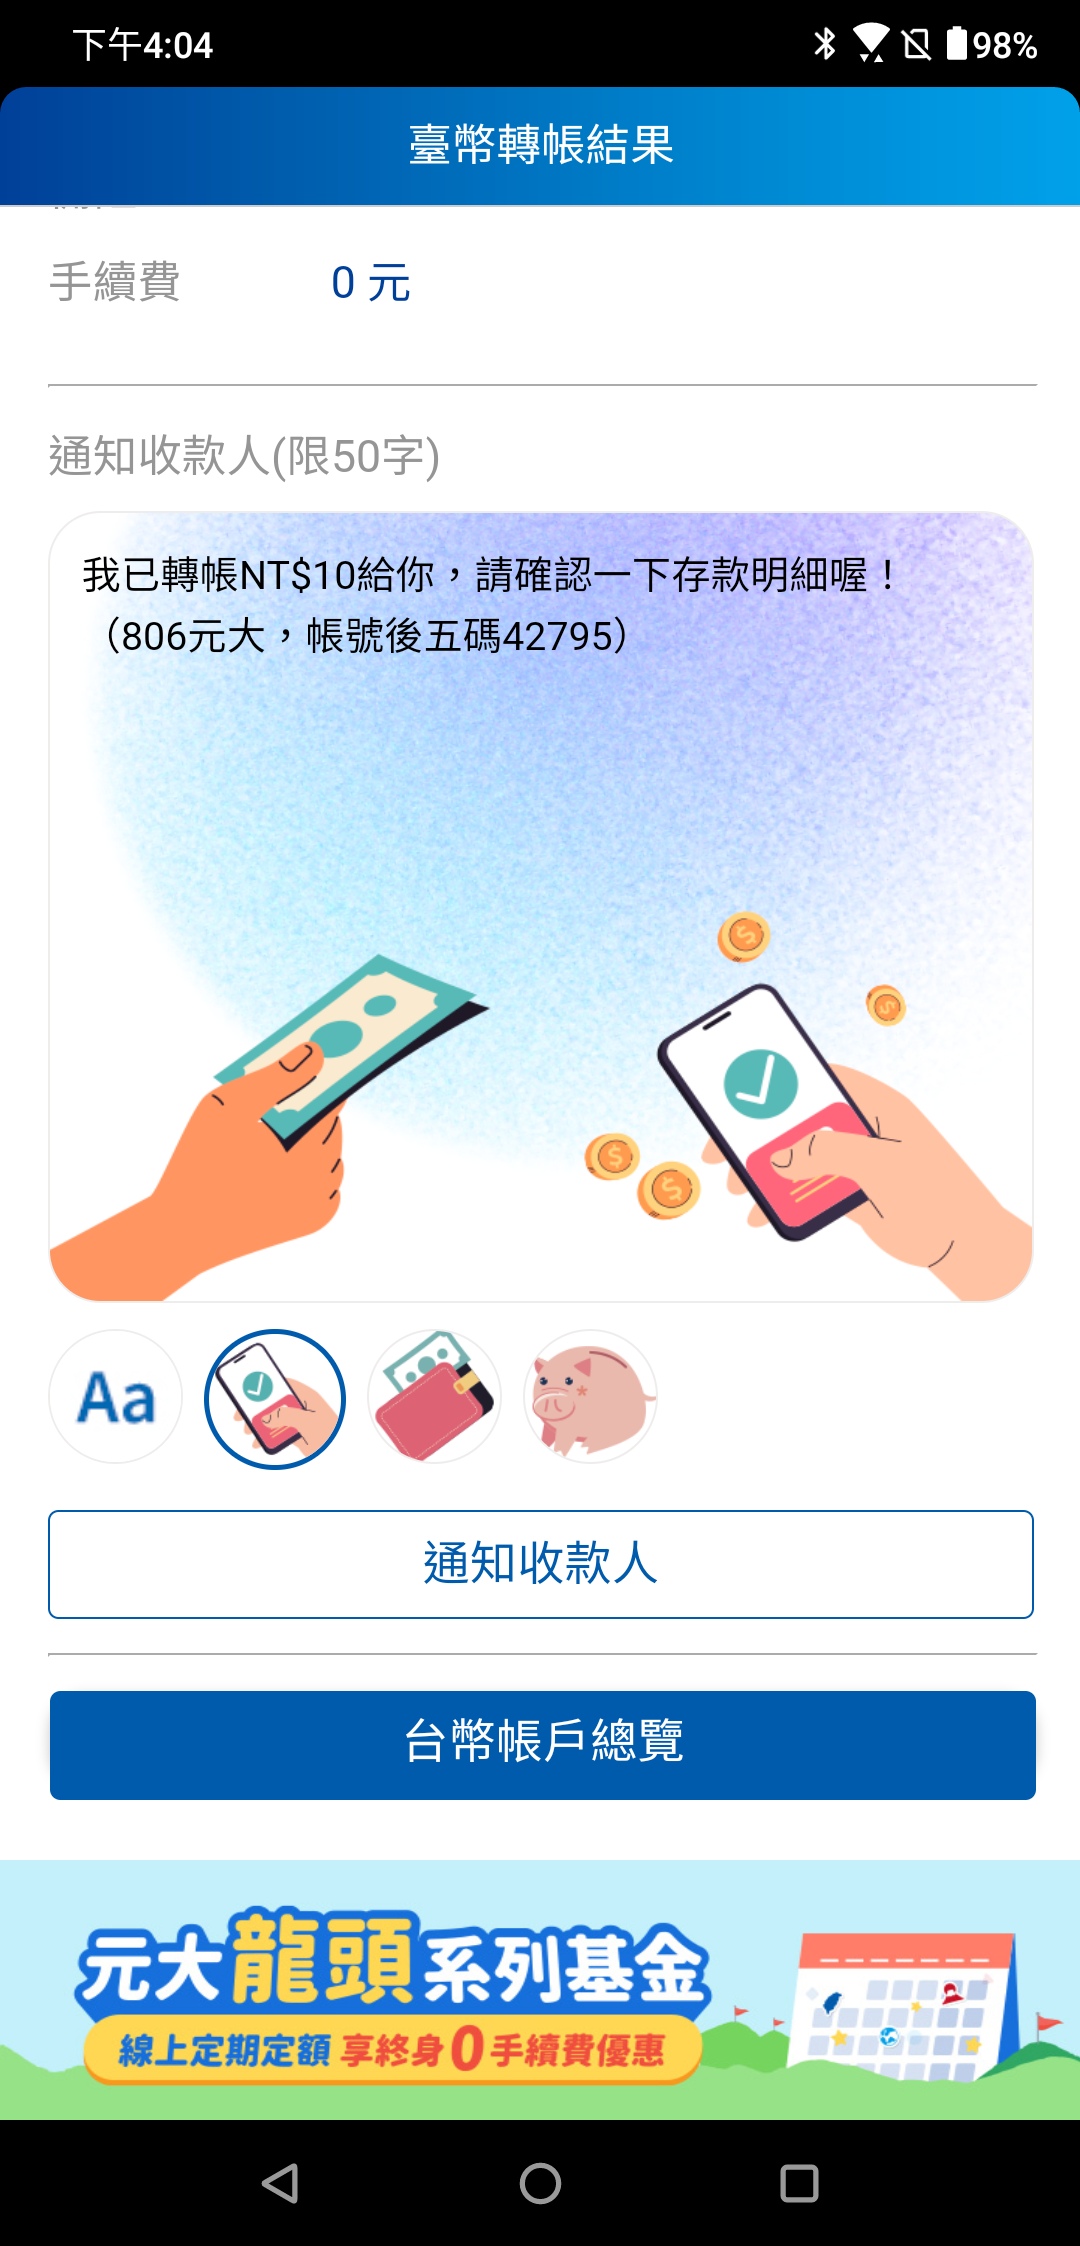 下午4:04
98%
臺幣轉帳結果
手續費
0 元
通知收款人(限50字)
我已轉帳NT$10給你，請確認一下存款明細喔！
（806元大，帳號後五碼42795）
Aa
通知收款人
台幣帳戶總覽
元大龍頭系列基金
線上定期定額 享終身0手續費優惠